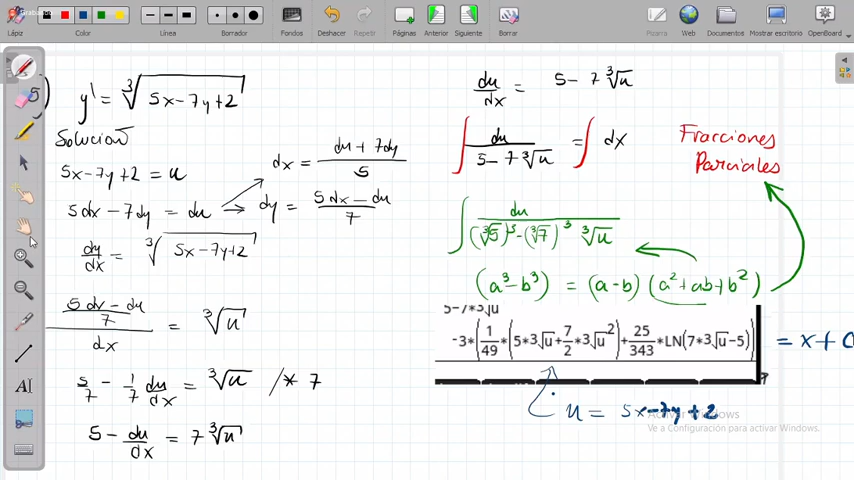 Lápiz Color Línea Borrador Fondos Deshacer Repetir Páginas Anterior Siguiente Borrar Pizarra Web Documentos Mostrar escritorio OpenBoard
5) y' = ∛(5x-7y+2)
Solución
5x-7y+2 = u
5dx - 7dy = du → dy = (5dx - du)/7
dx = (du + 7dy)/5
dy/dx = ∛(5x-7y+2)
((5dx - du)/7)/dx = ∛u
5/7 - 1/7 du/dx = ∛u /* 7
5 - du/dx = 7 ∛u
du/dx = 5 - 7 ∛u
∫ du/(5 - 7 ∛u) = ∫ dx
Fracciones
Parciales
∫ du/((∛5)³ - (∛7)³ ∛u)
(a³-b³) = (a-b) (a²+ab+b²)
5-7*3√u
-3*(1/49*(5*3√u+7/2*3√u²)+25/343*LN(7*3√u-5)) = x + C
u = 5x-7y+2
Activar Windows
Ve a Configuración para activar Windows.